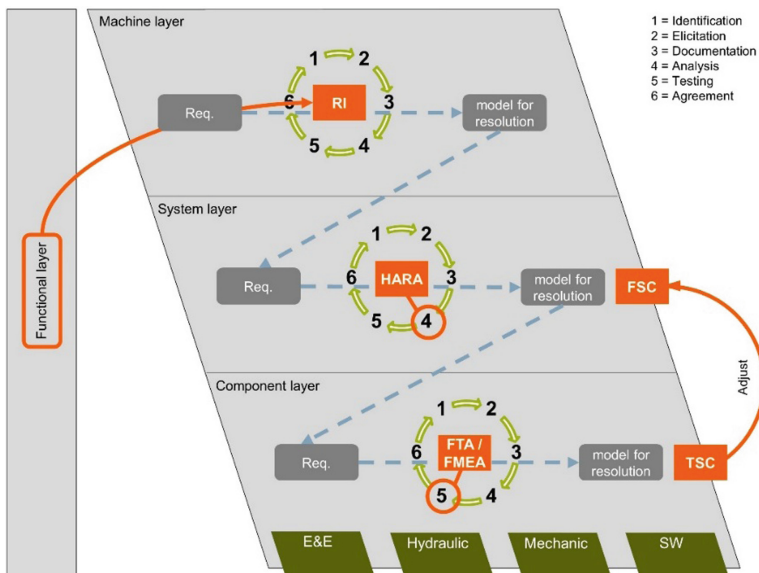 Machine layer
1 = Identification
2 = Elicitation
3 = Documentation
4 = Analysis
5 = Testing
6 = Agreement
1 2
Req. 6 RI 3 model for
resolution
5 4
Functional layer
System layer
1 2
Req. 6 HARA 3 model for
resolution FSC
5 4
Adjust
Component layer
1 2
Req. 6 FTA /
FMEA 3 model for
resolution TSC
5 4
E&E Hydraulic Mechanic SW